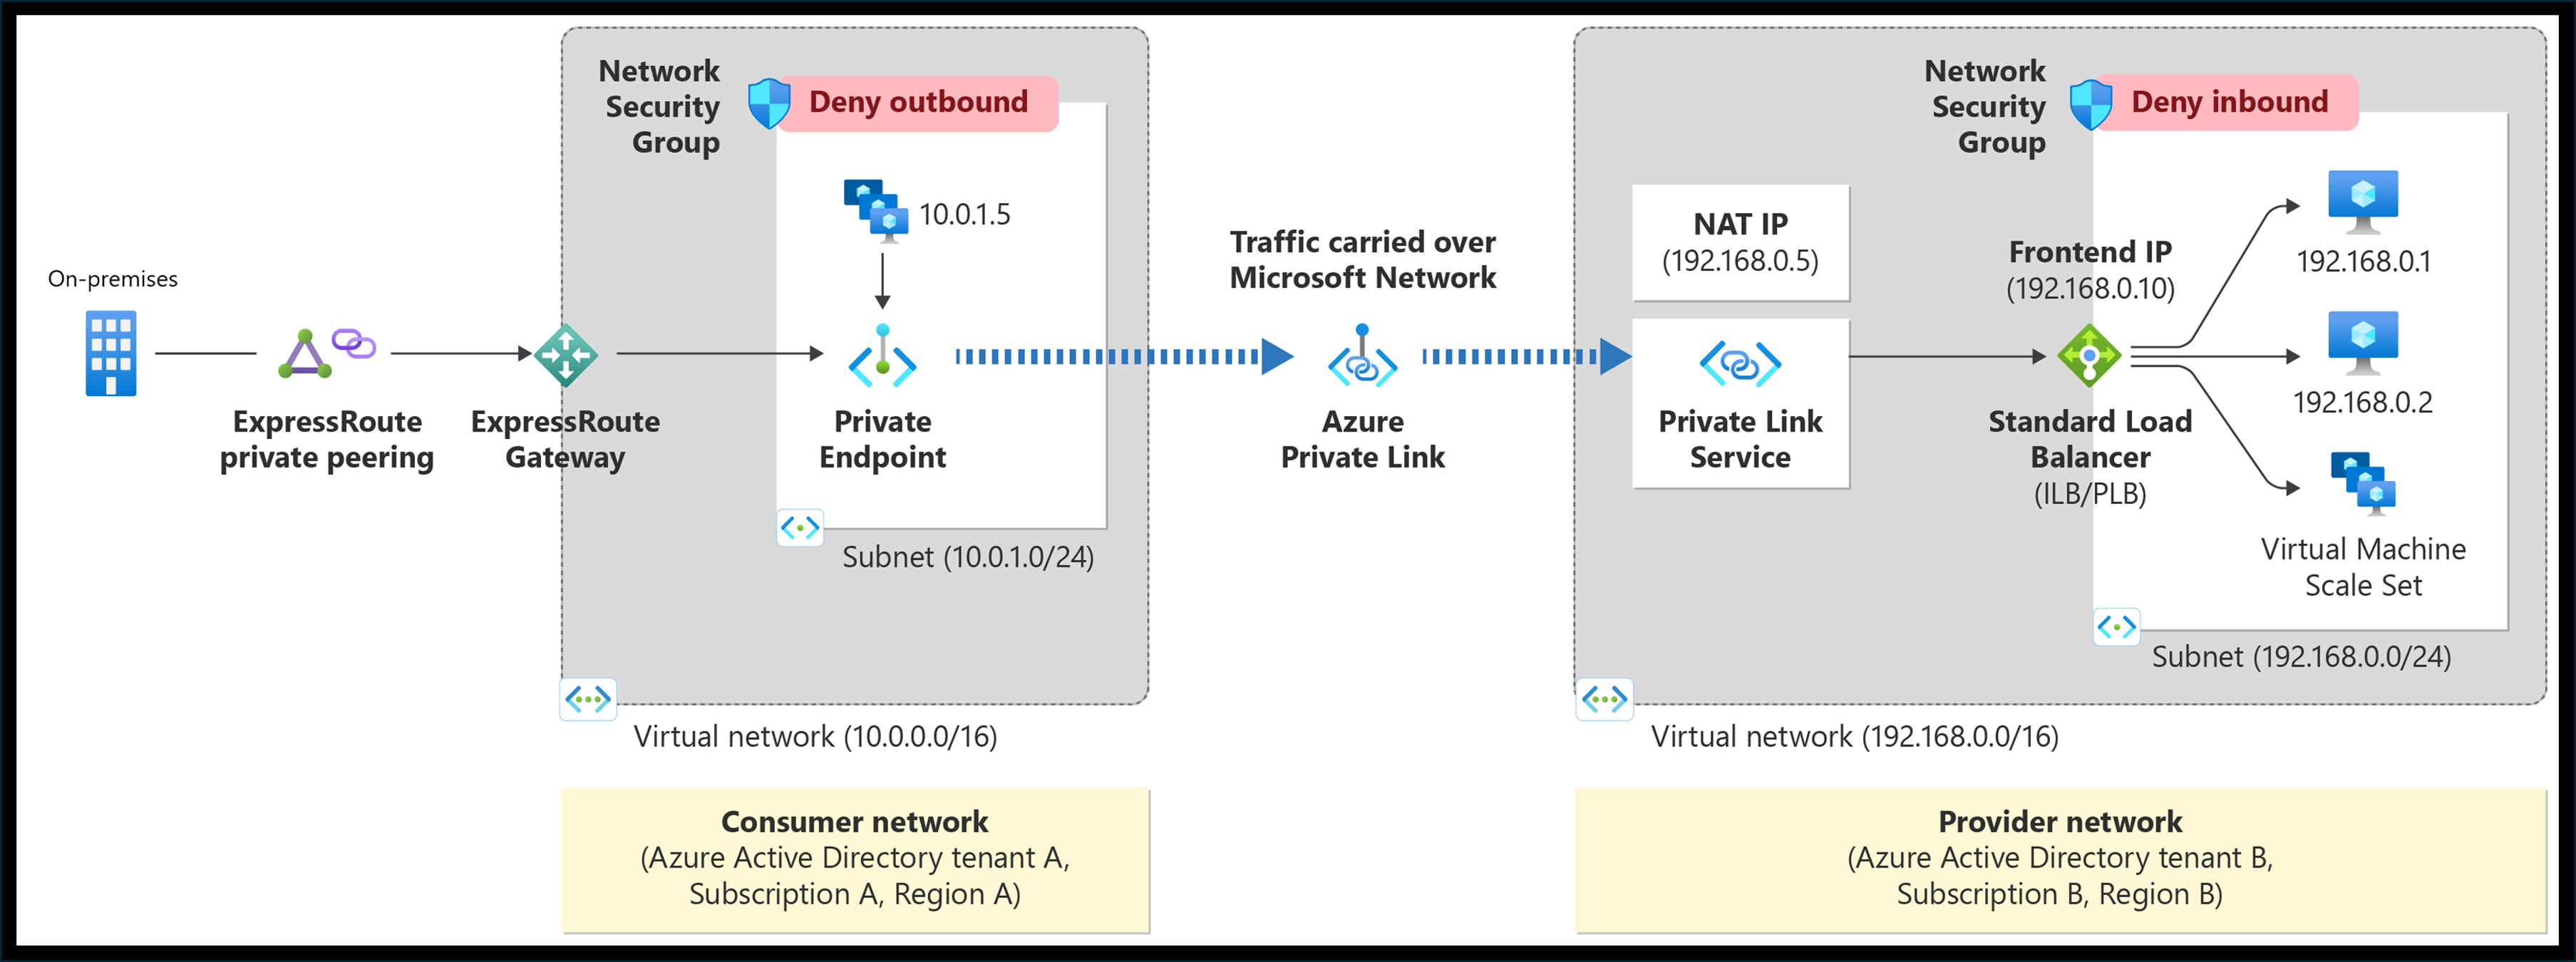 On-premises
ExpressRoute
private peering
ExpressRoute
Gateway
Network
Security
Group
Deny outbound
10.0.1.5
Private
Endpoint
Subnet (10.0.1.0/24)
Virtual network (10.0.0.0/16)
Consumer network
(Azure Active Directory tenant A,
Subscription A, Region A)
Traffic carried over
Microsoft Network
Azure
Private Link
Network
Security
Group
Deny inbound
NAT IP
(192.168.0.5)
Private Link
Service
Frontend IP
(192.168.0.10)
Standard Load
Balancer
(ILB/PLB)
192.168.0.1
192.168.0.2
Virtual Machine
Scale Set
Subnet (192.168.0.0/24)
Virtual network (192.168.0.0/16)
Provider network
(Azure Active Directory tenant B,
Subscription B, Region B)